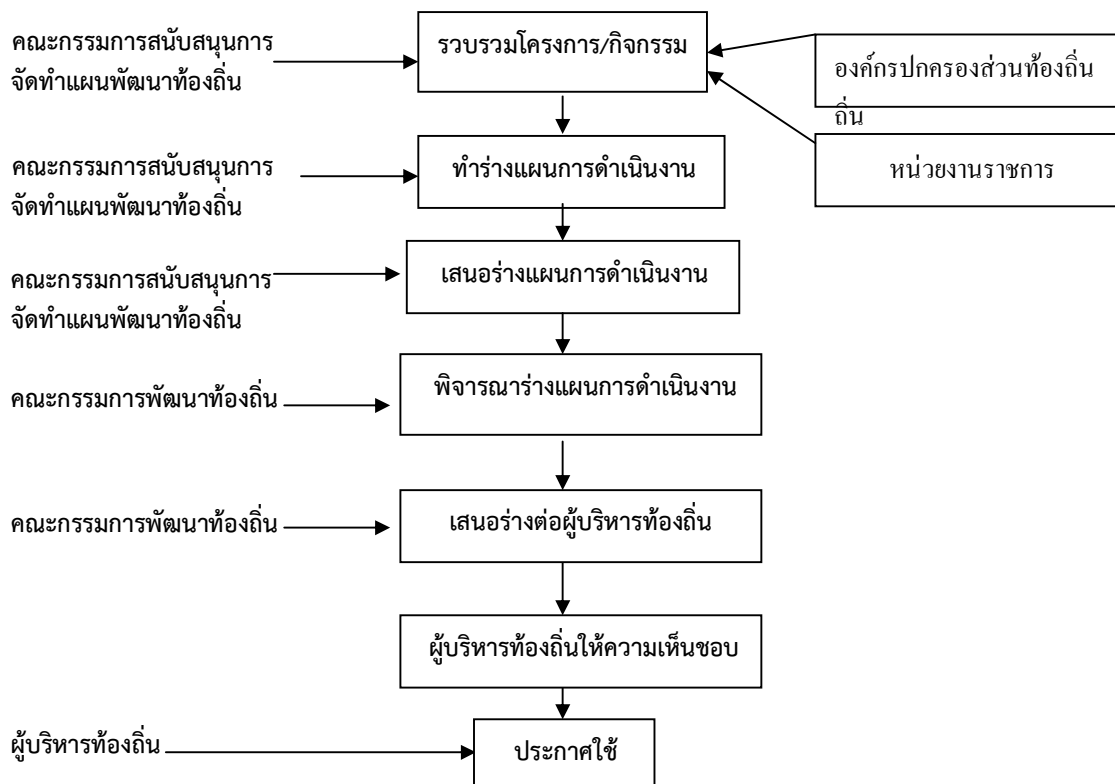 คณะกรรมการสนับสนุนการ
จัดทำแผนพัฒนาท้องถิ่น
รวบรวมโครงการ/กิจกรรม
องค์กรปกครองส่วนท้องถิ่น
ถิ่น
หน่วยงานราชการ
คณะกรรมการสนับสนุนการ
จัดทำแผนพัฒนาท้องถิ่น
ทำร่างแผนการดำเนินงาน
คณะกรรมการสนับสนุนการ
จัดทำแผนพัฒนาท้องถิ่น
เสนอร่างแผนการดำเนินงาน
คณะกรรมการพัฒนาท้องถิ่น
พิจารณาร่างแผนการดำเนินงาน
คณะกรรมการพัฒนาท้องถิ่น
เสนอร่างต่อผู้บริหารท้องถิ่น
ผู้บริหารท้องถิ่นให้ความเห็นชอบ
ผู้บริหารท้องถิ่น
ประกาศใช้